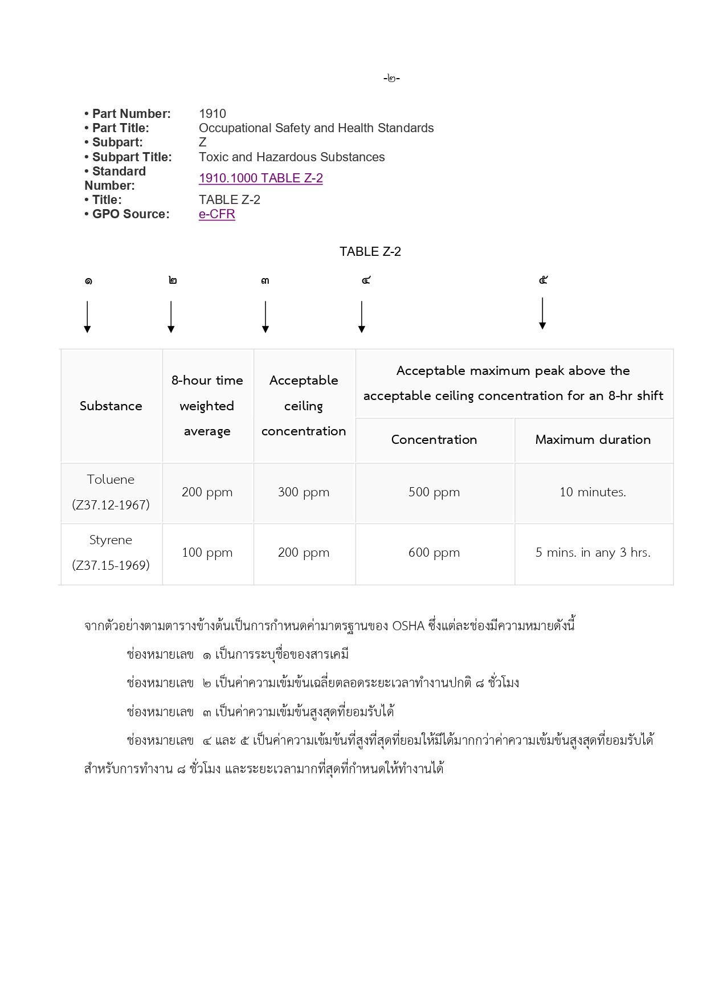 -๒-
• Part Number: 1910
• Part Title: Occupational Safety and Health Standards
• Subpart: Z
• Subpart Title: Toxic and Hazardous Substances
• Standard
Number: 1910.1000 TABLE Z-2
• Title: TABLE Z-2
• GPO Source: e-CFR
TABLE Z-2
๑ ๒ ๓ ๔ ๕
Substance
8-hour time
weighted
average
Acceptable
ceiling
concentration
Acceptable maximum peak above the
acceptable ceiling concentration for an 8-hr shift
Concentration
Maximum duration
Toluene
(Z37.12-1967)
200 ppm
300 ppm
500 ppm
10 minutes.
Styrene
(Z37.15-1969)
100 ppm
200 ppm
600 ppm
5 mins. in any 3 hrs.
จากตัวอย่างตามตารางข้างต้นเป็นการกำหนดค่ามาตรฐานของ OSHA ซึ่งแต่ละช่องมีความหมายดังนี้
ช่องหมายเลข ๑ เป็นการระบุชื่อของสารเคมี
ช่องหมายเลข ๒ เป็นค่าความเข้มข้นเฉลี่ยตลอดระยะเวลาทำงานปกติ ๘ ชั่วโมง
ช่องหมายเลข ๓ เป็นค่าความเข้มข้นสูงสุดที่ยอมรับได้
ช่องหมายเลข ๔ และ ๕ เป็นค่าความเข้มข้นที่สูงที่สุดที่ยอมให้มีได้มากกว่าค่าความเข้มข้นสูงสุดที่ยอมรับได้
สำหรับการทำงาน ๘ ชั่วโมง และระยะเวลามากที่สุดที่กำหนดให้ทำงานได้